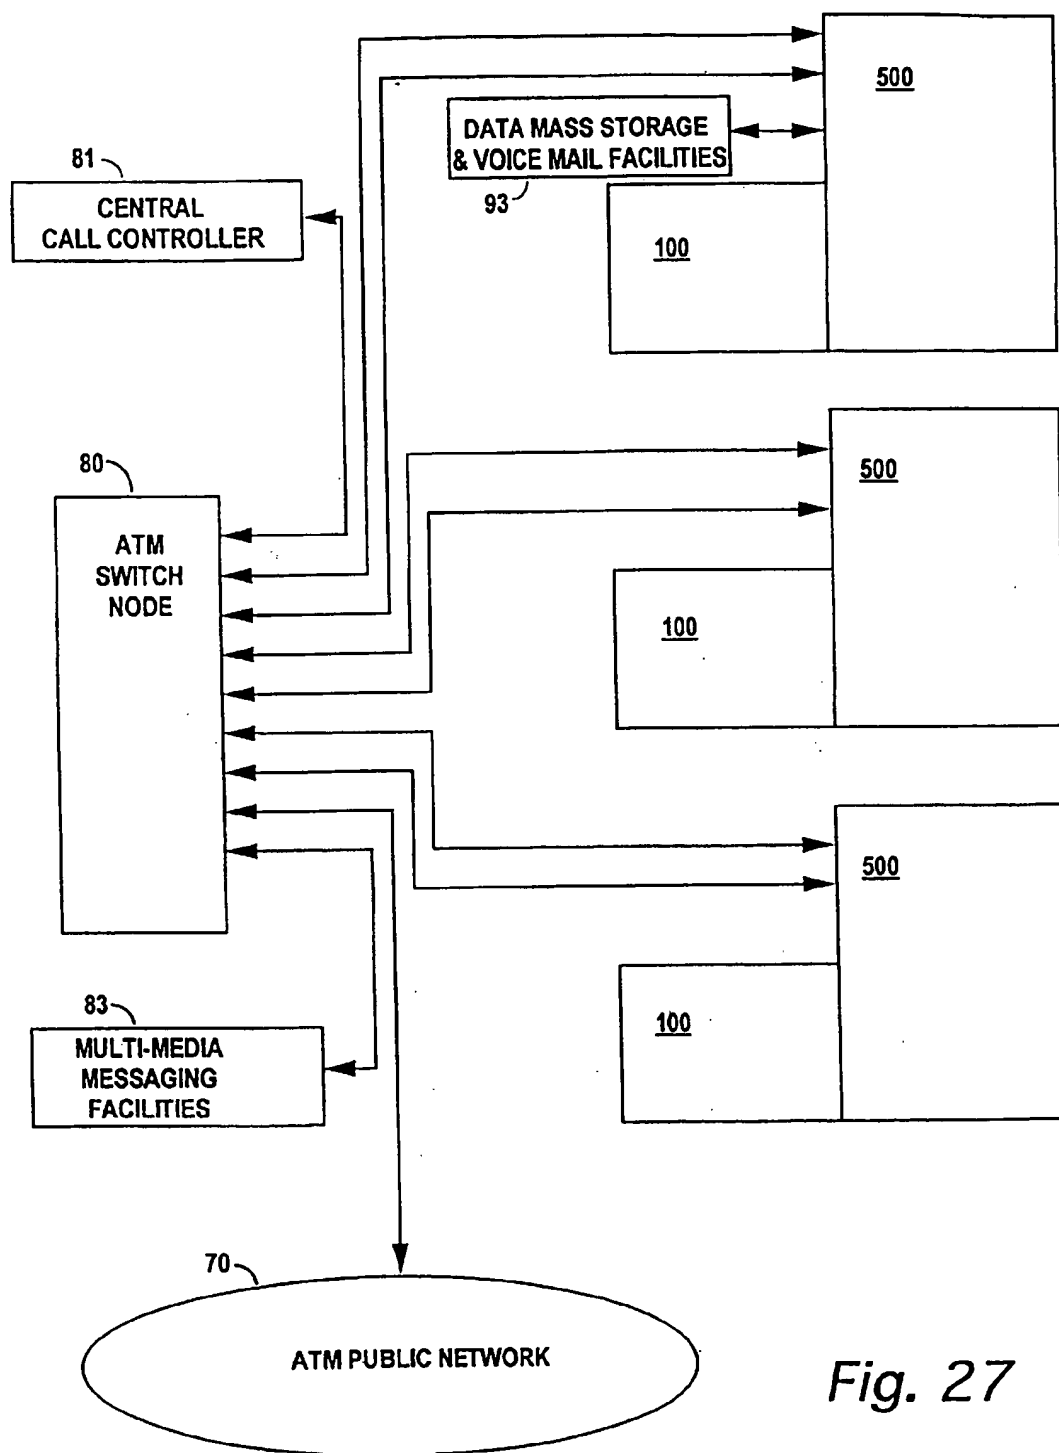 500
DATA MASS STORAGE
& VOICE MAIL FACILITIES
93
81
CENTRAL
CALL CONTROLLER
100
80
ATM
SWITCH
NODE
500
100
500
100
83
MULTI-MEDIA
MESSAGING
FACILITIES
70
ATM PUBLIC NETWORK
Fig. 27